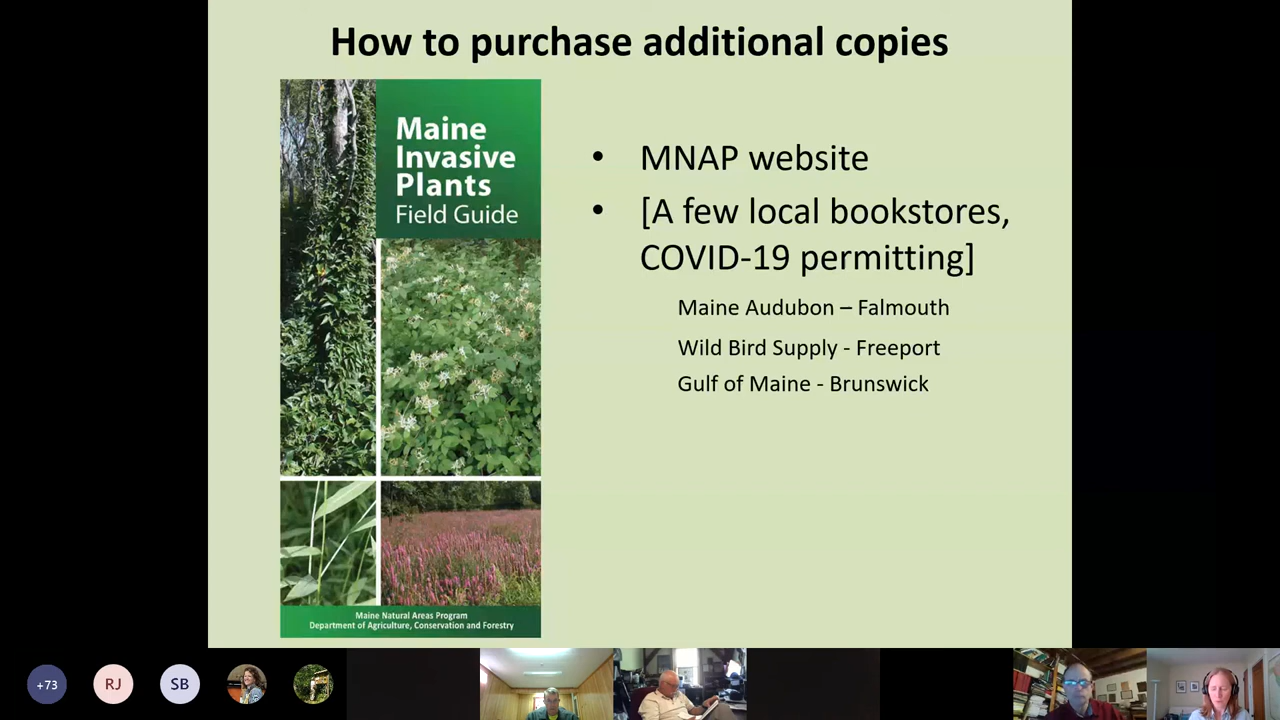 How to purchase additional copies
Maine
Invasive
Plants
Field Guide
Maine Natural Areas Program
Department of Agriculture, Conservation and Forestry
• MNAP website
• [A few local bookstores,
COVID-19 permitting]
Maine Audubon – Falmouth
Wild Bird Supply - Freeport
Gulf of Maine - Brunswick
+73
RJ
SB